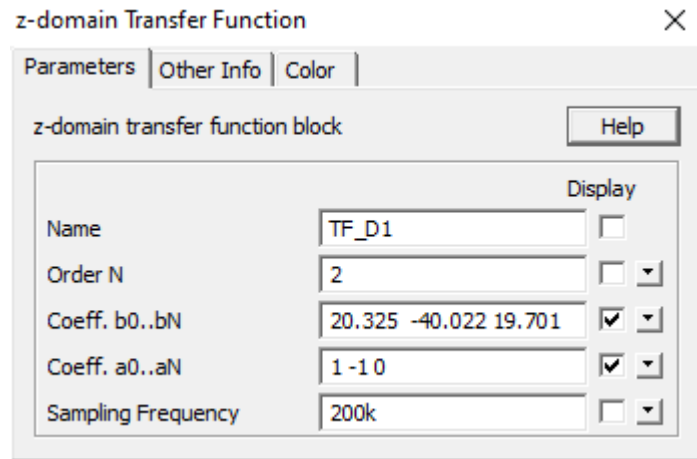 z-domain Transfer Function
Parameters Other Info Color
z-domain transfer function block Help
Display
Name TF_D1
Order N 2
Coeff. b0..bN 20.325 -40.022 19.701
Coeff. a0..aN 1 -1 0
Sampling Frequency 200k